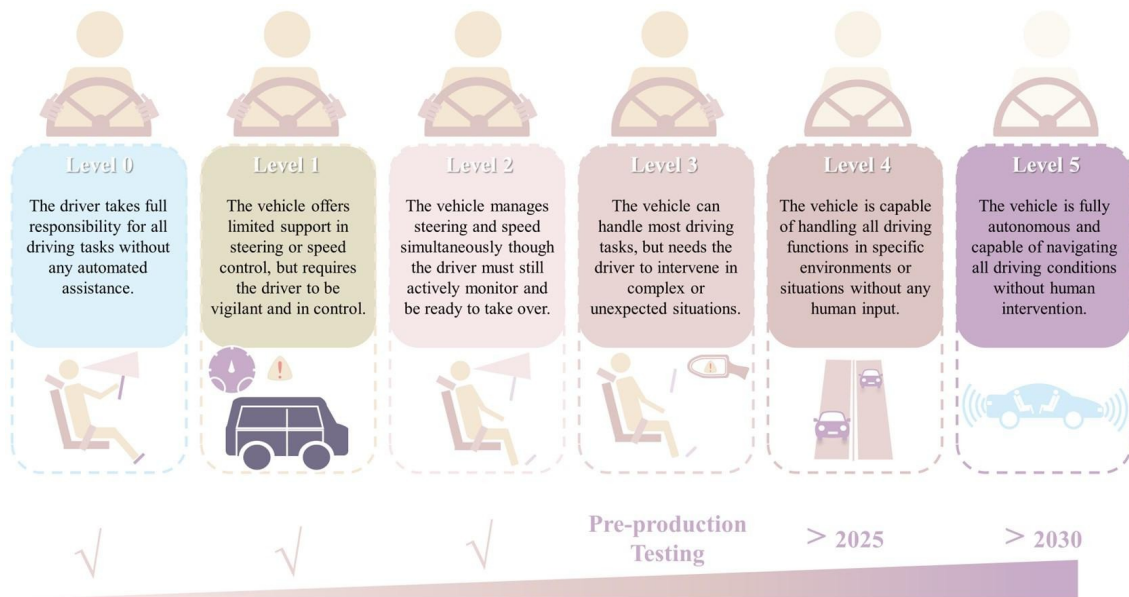 Level 0
The driver takes full
responsibility for all
driving tasks without
any automated
assistance.
Level 1
The vehicle offers
limited support in
steering or speed
control, but requires
the driver to be
vigilant and in control.
Level 2
The vehicle manages
steering and speed
simultaneously though
the driver must still
actively monitor and
be ready to take over.
Level 3
The vehicle can
handle most driving
tasks, but needs the
driver to intervene in
complex or
unexpected situations.
Level 4
The vehicle is capable
of handling all driving
functions in specific
environments or
situations without any
human input.
Level 5
The vehicle is fully
autonomous and
capable of navigating
all driving conditions
without human
intervention.
!
!
√
√
√
Pre-production
Testing
> 2025
> 2030